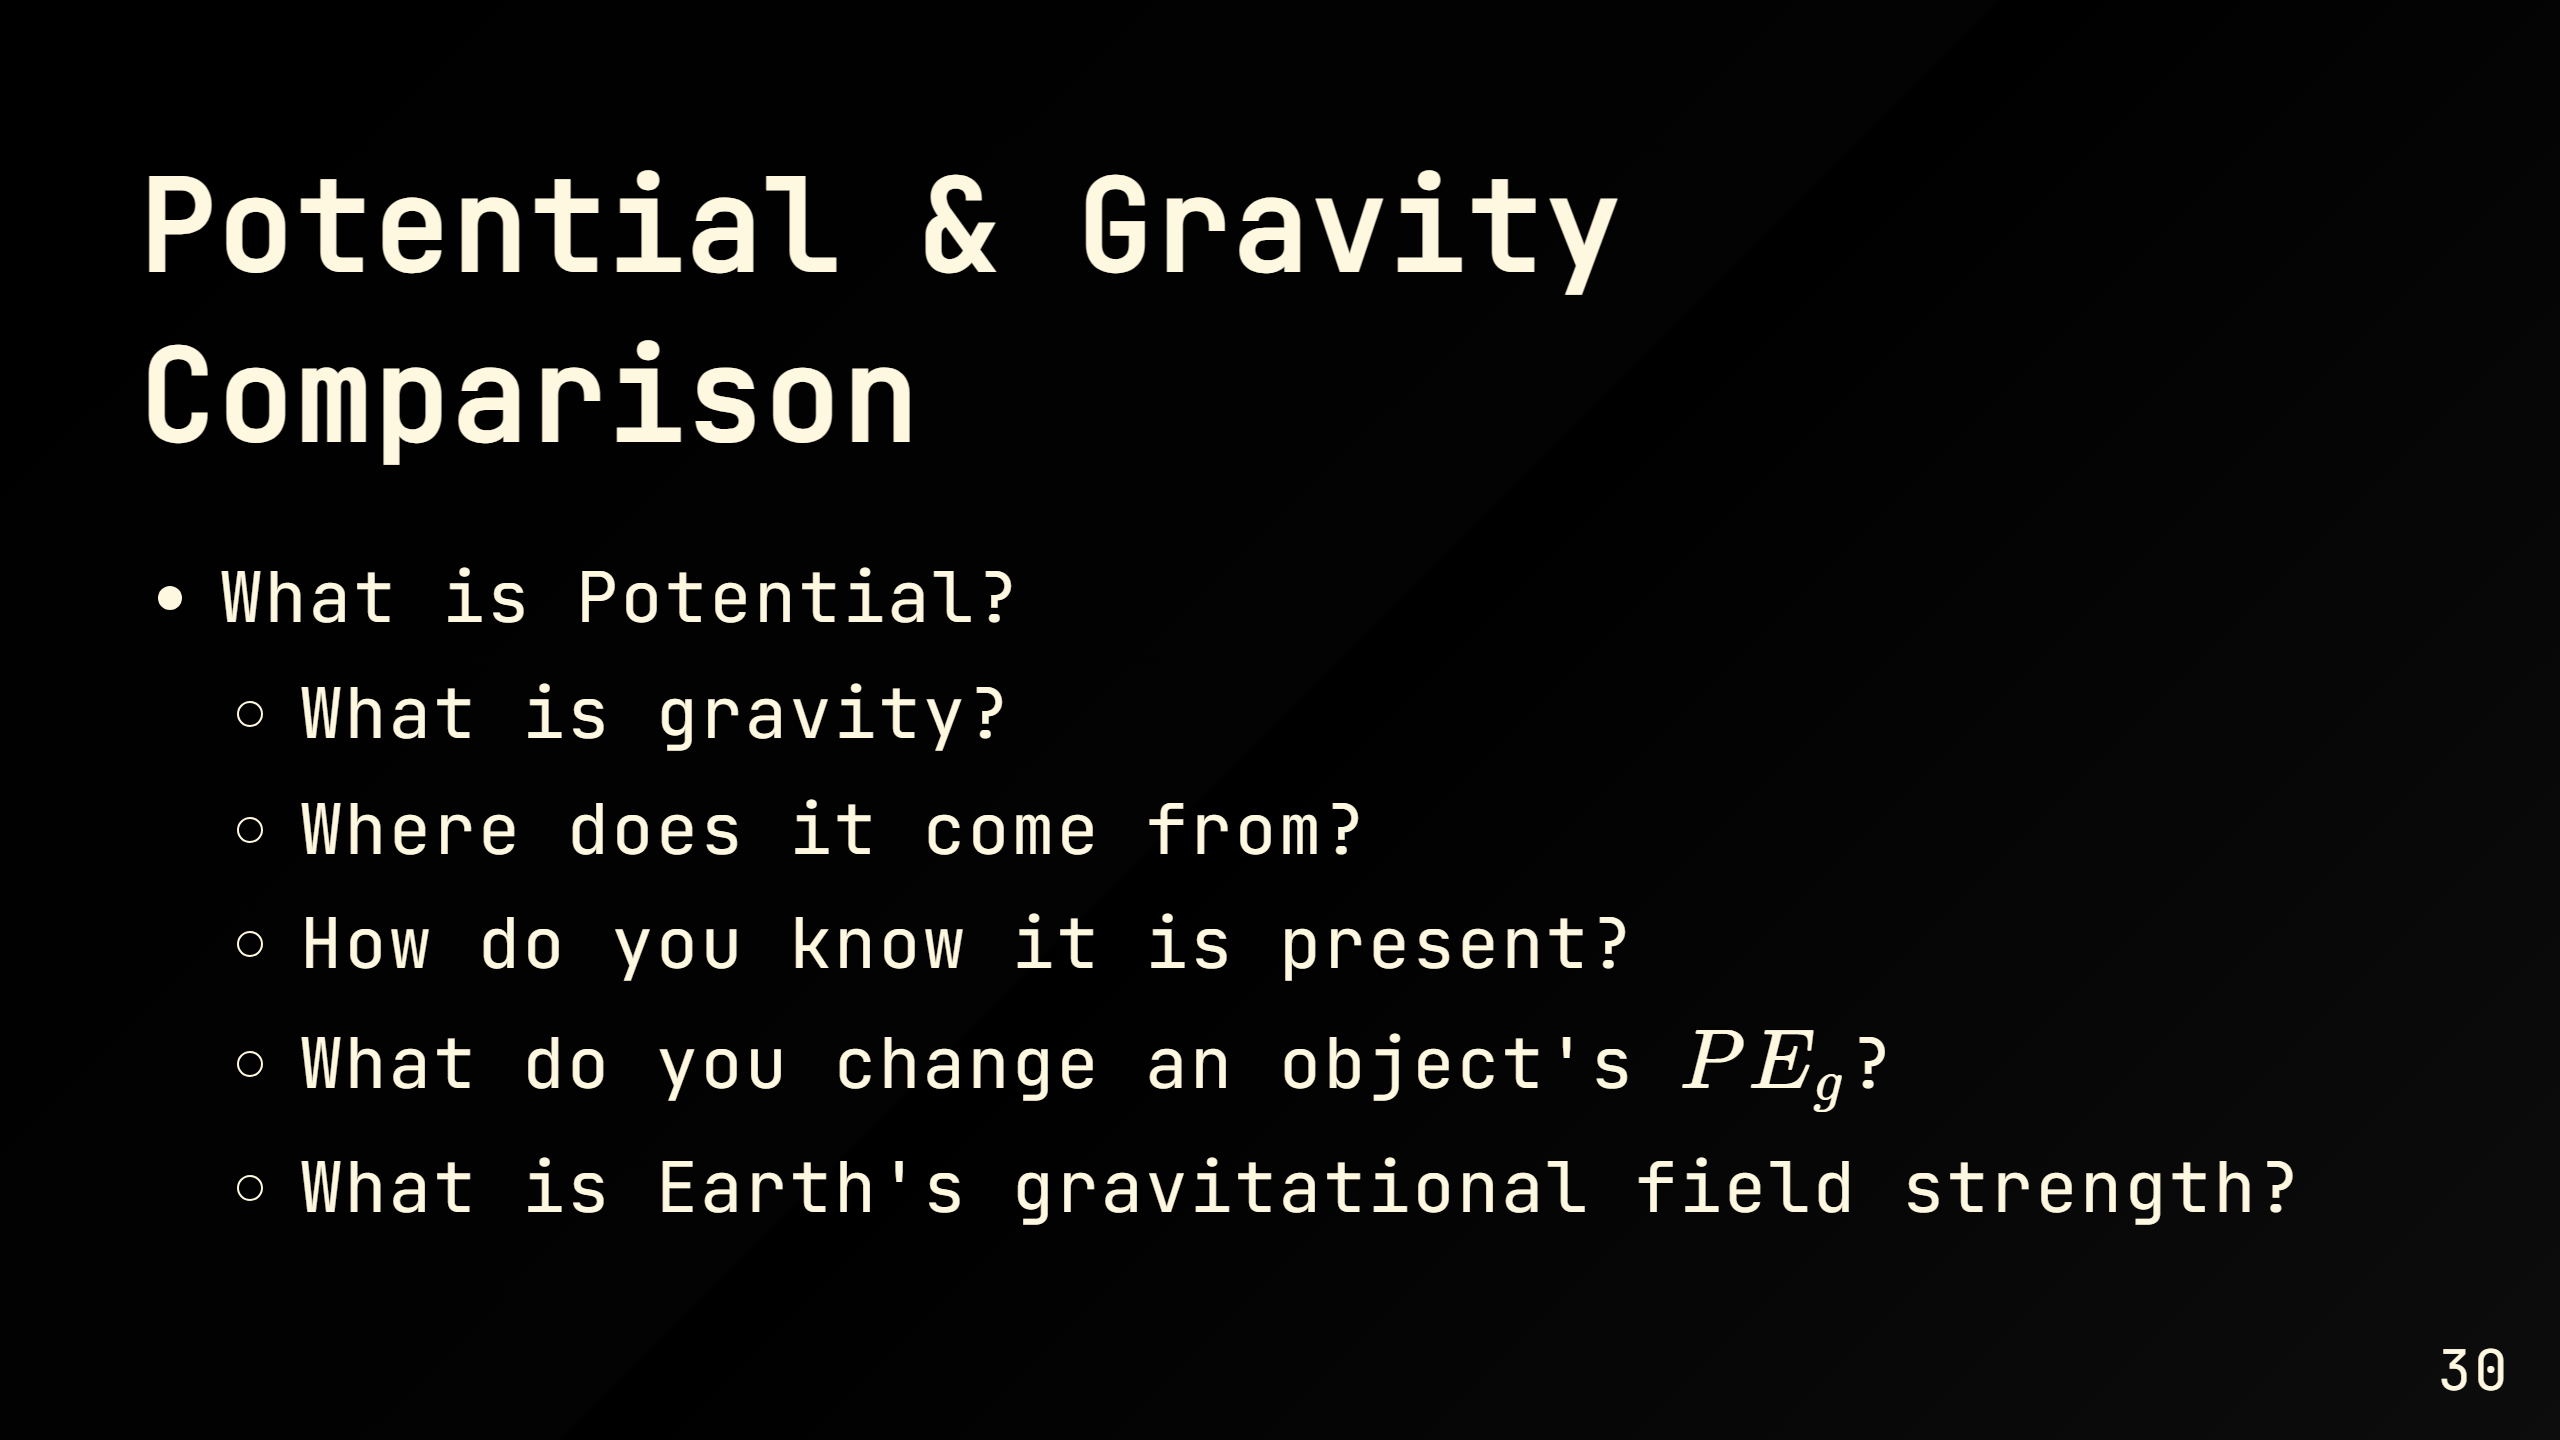 Potential & Gravity
Comparison
• What is Potential?
○ What is gravity?
○ Where does it come from?
○ How do you know it is present?
○ What do you change an object's $PE_g$?
○ What is Earth's gravitational field strength?
30